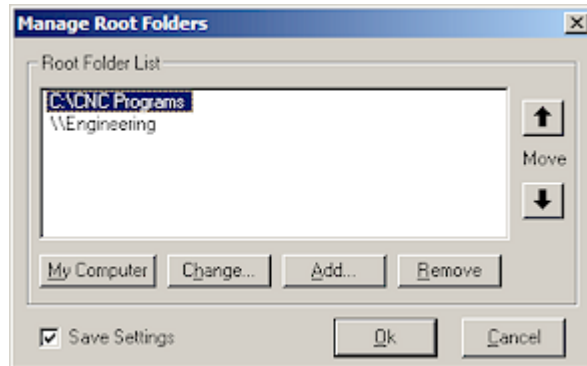 Manage Root Folders
Root Folder List
C:\CNC Programs
\\Engineering
Move
My Computer
Change...
Add...
Remove
Save Settings
Ok
Cancel